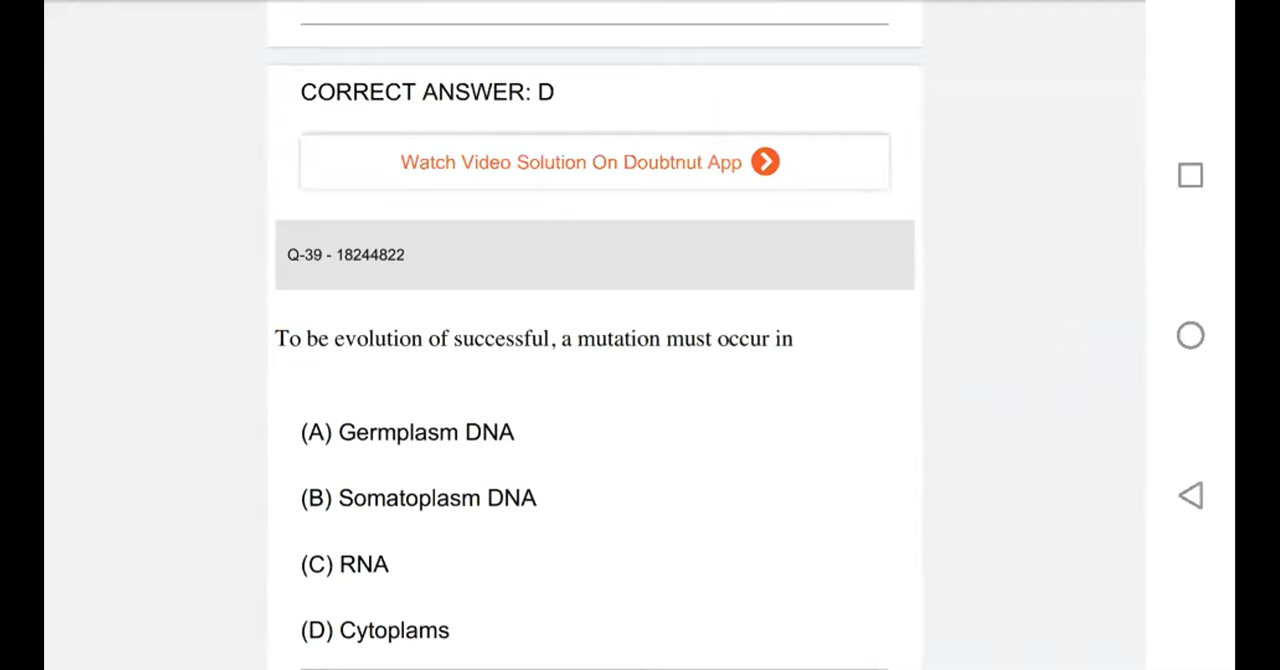 CORRECT ANSWER: D
Watch Video Solution On Doubtnut App
Q-39 - 18244822
To be evolution of successful, a mutation must occur in
(A) Germplasm DNA
(B) Somatoplasm DNA
(C) RNA
(D) Cytoplams